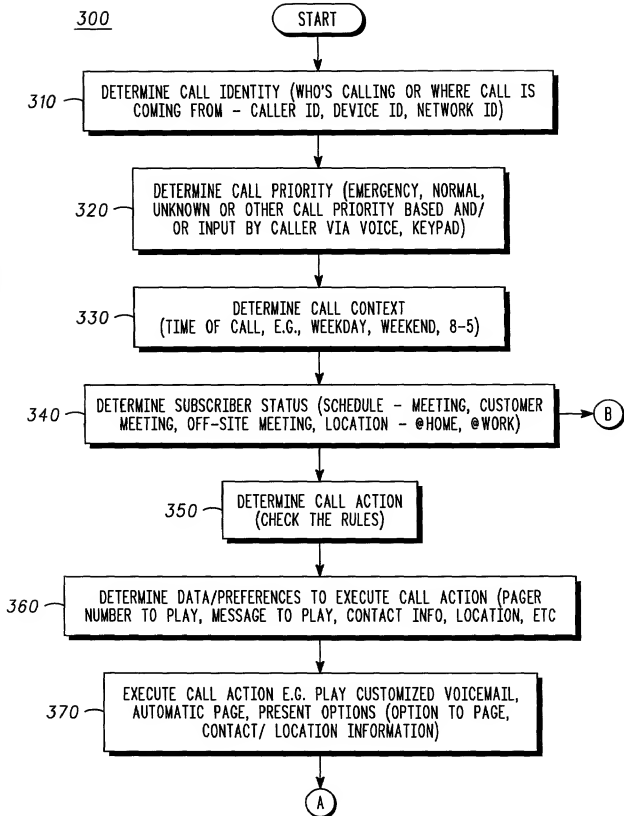 300
START
310
DETERMINE CALL IDENTITY (WHO'S CALLING OR WHERE CALL IS
COMING FROM - CALLER ID, DEVICE ID, NETWORK ID)
320
DETERMINE CALL PRIORITY (EMERGENCY, NORMAL,
UNKNOWN OR OTHER CALL PRIORITY BASED AND/
OR INPUT BY CALLER VIA VOICE, KEYPAD)
330
DETERMINE CALL CONTEXT
(TIME OF CALL, E.G., WEEKDAY, WEEKEND, 8-5)
340
DETERMINE SUBSCRIBER STATUS (SCHEDULE - MEETING, CUSTOMER
MEETING, OFF-SITE MEETING, LOCATION - @HOME, @WORK)
B
350
DETERMINE CALL ACTION
(CHECK THE RULES)
360
DETERMINE DATA/PREFERENCES TO EXECUTE CALL ACTION (PAGER
NUMBER TO PLAY, MESSAGE TO PLAY, CONTACT INFO, LOCATION, ETC
370
EXECUTE CALL ACTION E.G. PLAY CUSTOMIZED VOICEMAIL,
AUTOMATIC PAGE, PRESENT OPTIONS (OPTION TO PAGE,
CONTACT/ LOCATION INFORMATION)
A